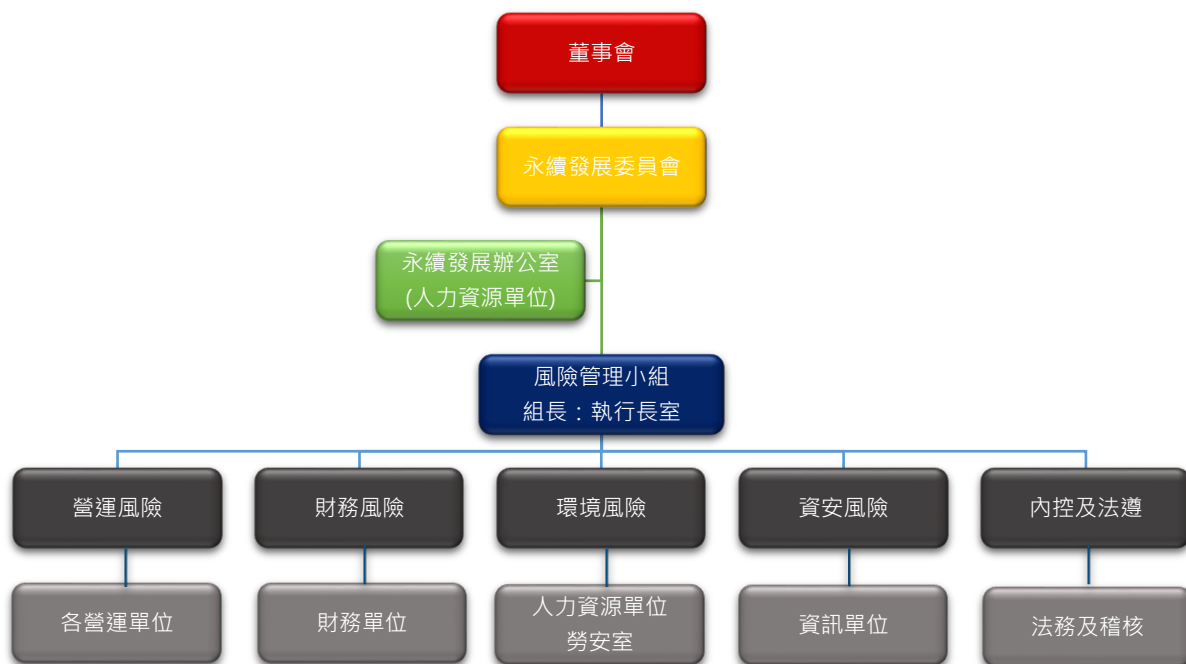 董事會
永續發展委員會
永續發展辦公室
(人力資源單位)
風險管理小組
組長：執行長室
營運風險
財務風險
環境風險
資安風險
內控及法遵
各營運單位
財務單位
人力資源單位
勞安室
資訊單位
法務及稽核